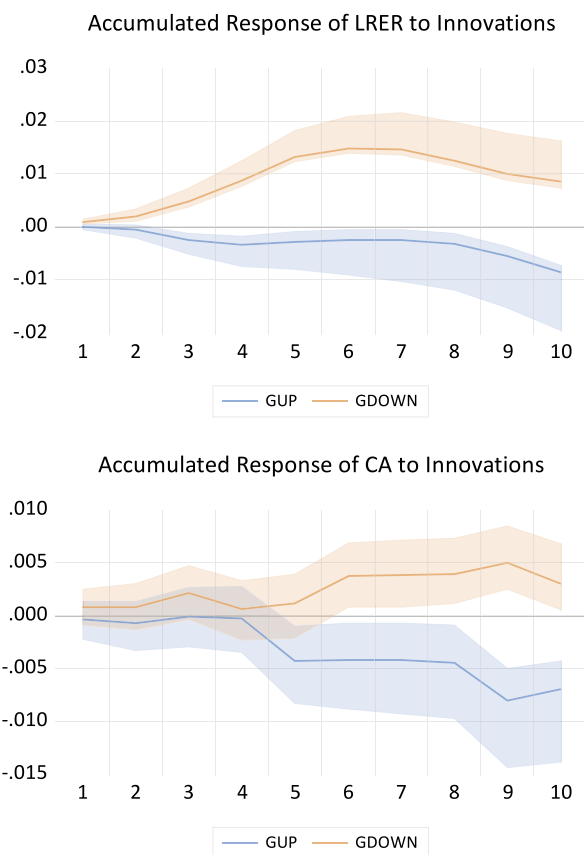 Accumulated Response of LRER to Innovations
.03
.02
.01
.00
-.01
-.02
1 2 3 4 5 6 7 8 9 10
GUP GDOWN
Accumulated Response of CA to Innovations
.010
.005
.000
-.005
-.010
-.015
1 2 3 4 5 6 7 8 9 10
GUP GDOWN